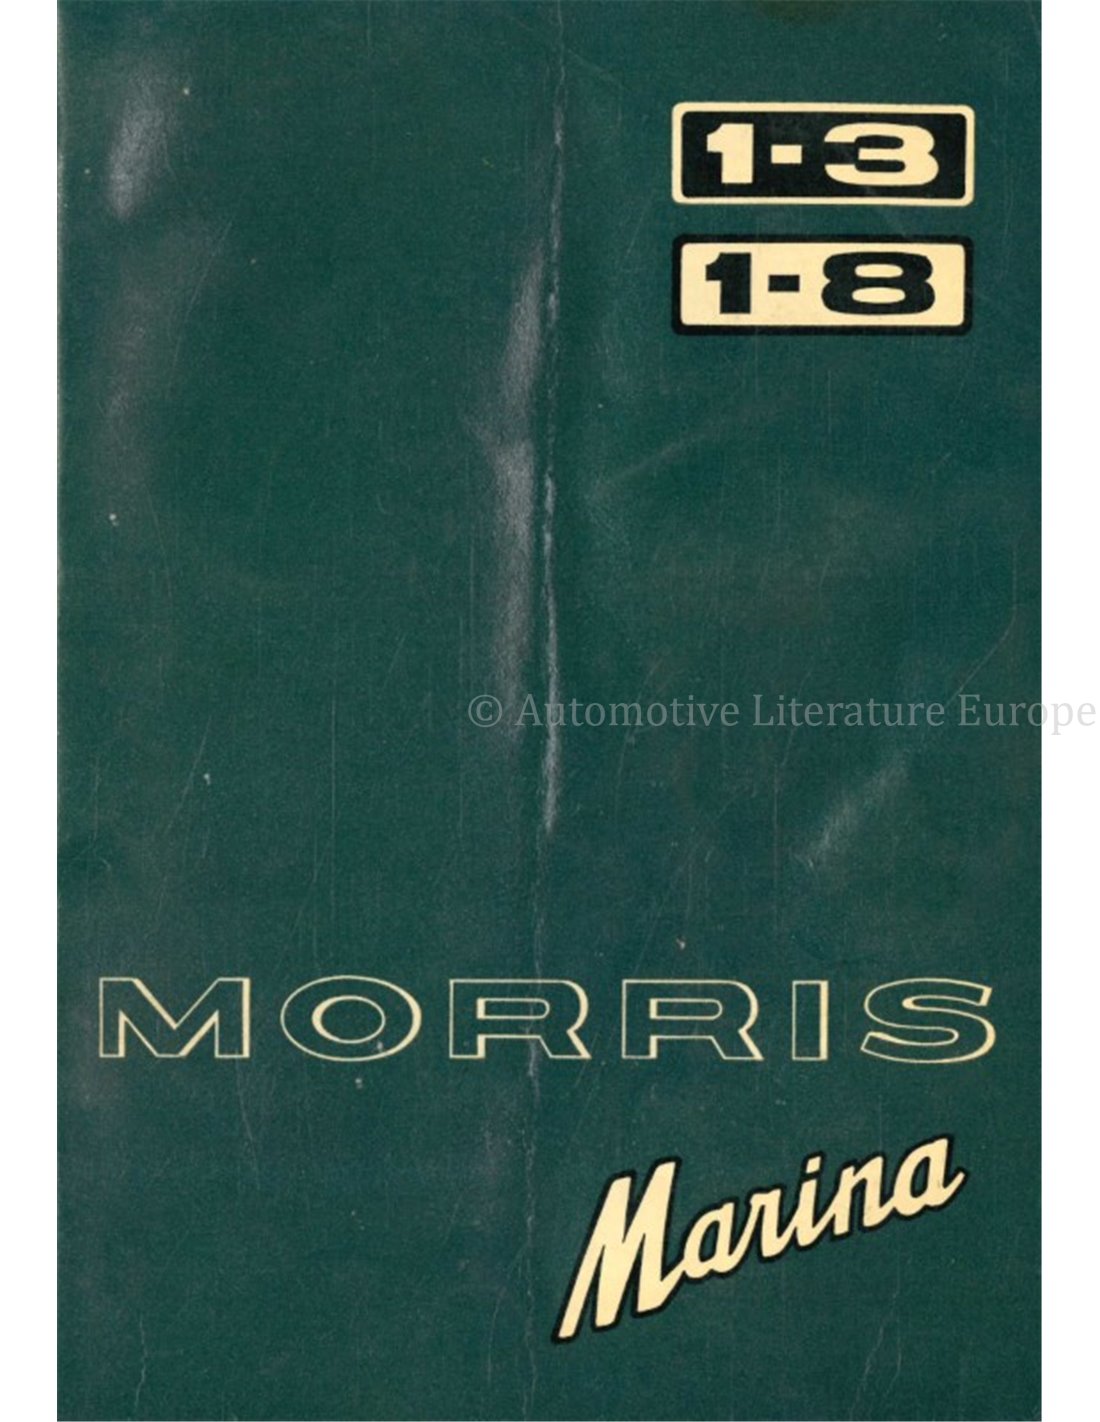 1-3
1-8
© Automotive Literature Europe
MORRIS
Marina